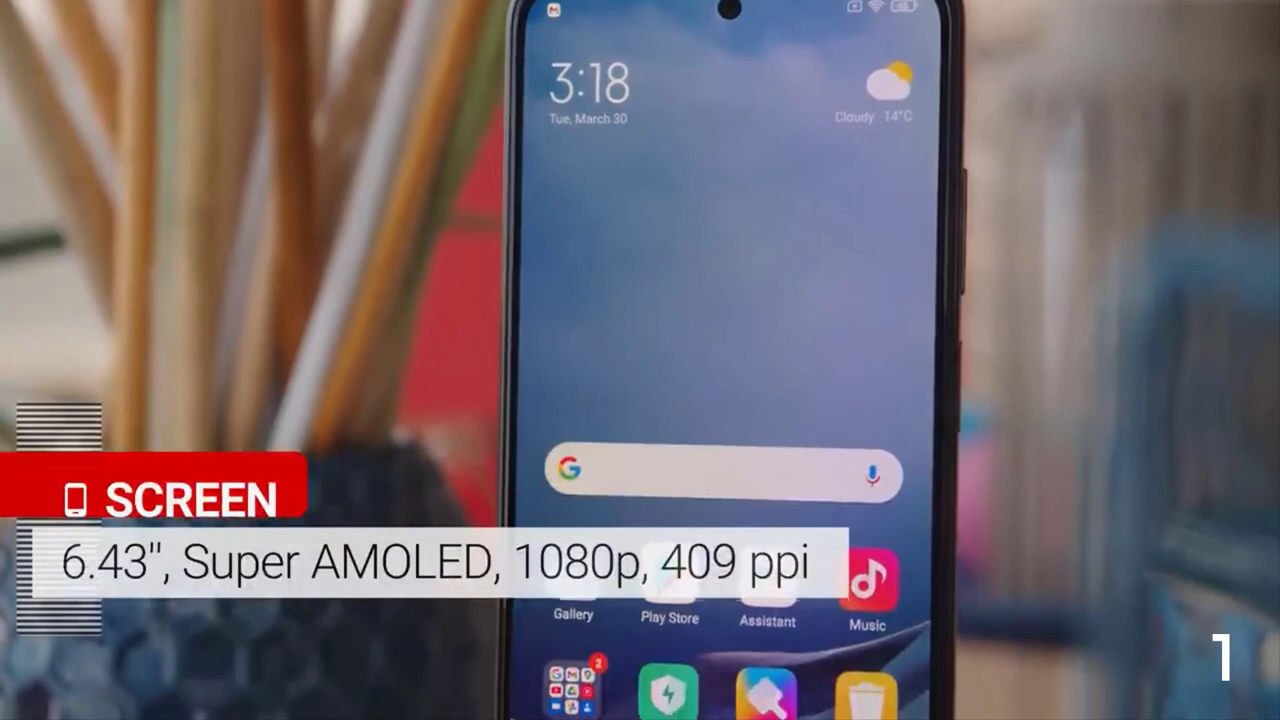 3:18
Tue, March 30
Cloudy 14°C
SCREEN
6.43", Super AMOLED, 1080p, 409 ppi
Gallery
Play Store
Assistant
Music
2
1